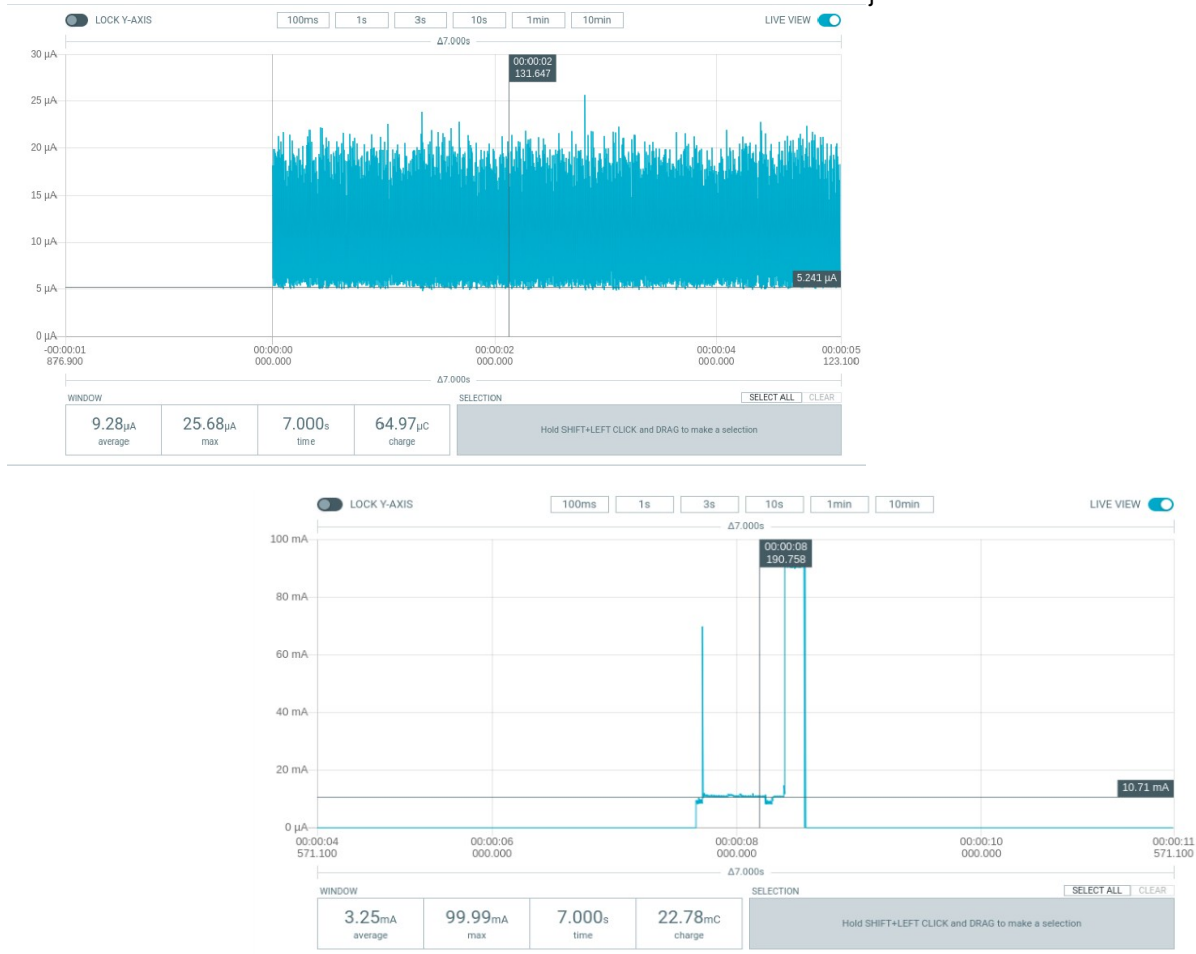 LOCK Y-AXIS 100ms 1s 3s 10s 1min 10min LIVE VIEW
Δ7.000s
30 µA
00:00:02
131.647
25 µA
20 µA
15 µA
10 µA
5.241 µA
5 µA
0 µA
-00:00:01 00:00:00 00:00:02 00:00:04 00:00:05
876.900 000.000 000.000 000.000 123.100
Δ7.000s
WINDOW SELECTION SELECT ALL CLEAR
9.28µA 25.68µA 7.000s 64.97µC
average max time charge
Hold SHIFT+LEFT CLICK and DRAG to make a selection
LOCK Y-AXIS 100ms 1s 3s 10s 1min 10min LIVE VIEW
Δ7.000s
100 mA
00:00:08
190.758
80 mA
60 mA
40 mA
20 mA
10.71 mA
0 µA
00:00:04 00:00:06 00:00:08 00:00:10 00:00:11
571.100 000.000 000.000 000.000 571.100
Δ7.000s
WINDOW SELECTION SELECT ALL CLEAR
3.25mA 99.99mA 7.000s 22.78mC
average max time charge
Hold SHIFT+LEFT CLICK and DRAG to make a selection